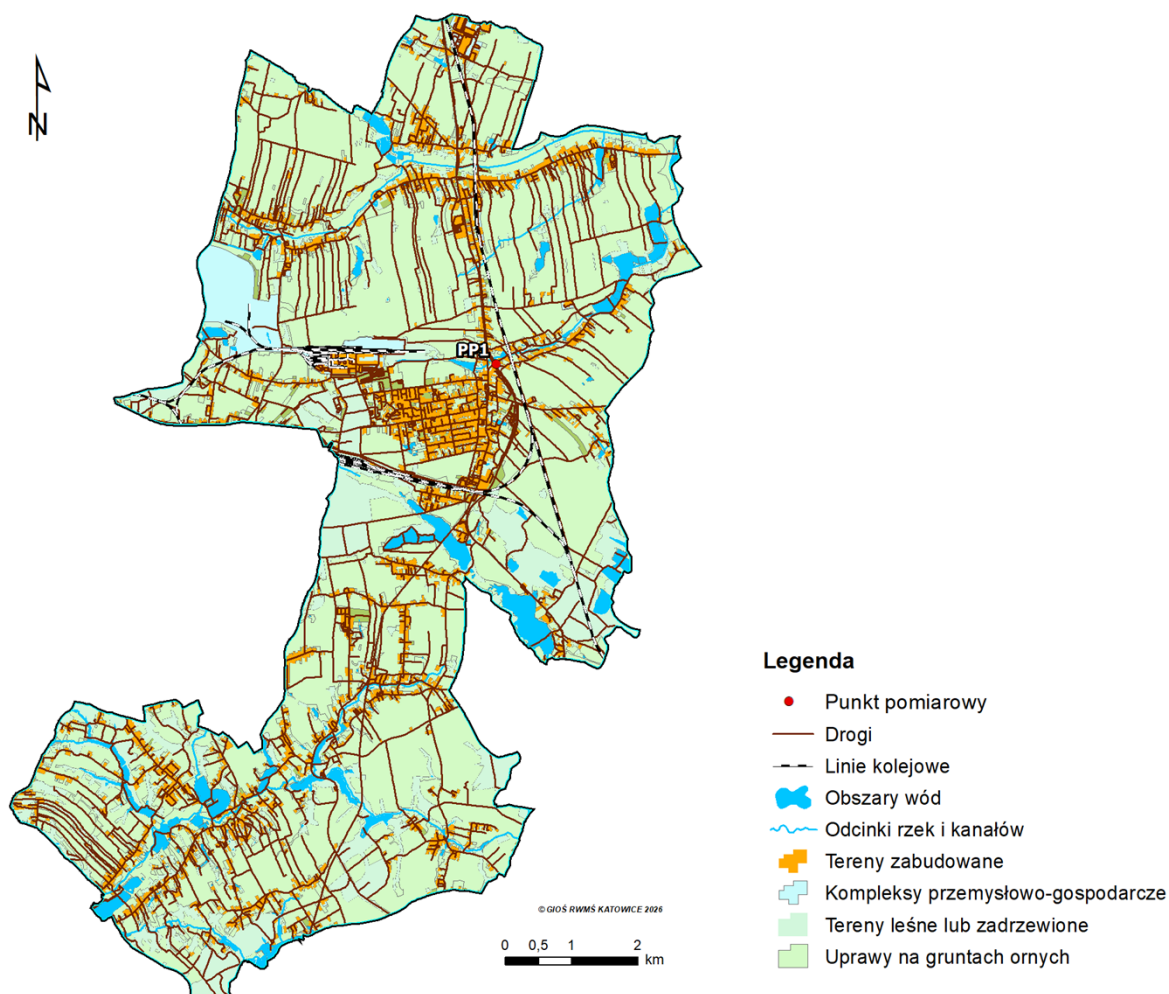 N
PP1
Legenda
Punkt pomiarowy
Drogi
Linie kolejowe
Obszary wód
Odcinki rzek i kanałów
Tereny zabudowane
Kompleksy przemysłowo-gospodarcze
Tereny leśne lub zadrzewione
Uprawy na gruntach ornych
© GIOŚ RWMŚ KATOWICE 2026
0 0,5 1 2
km